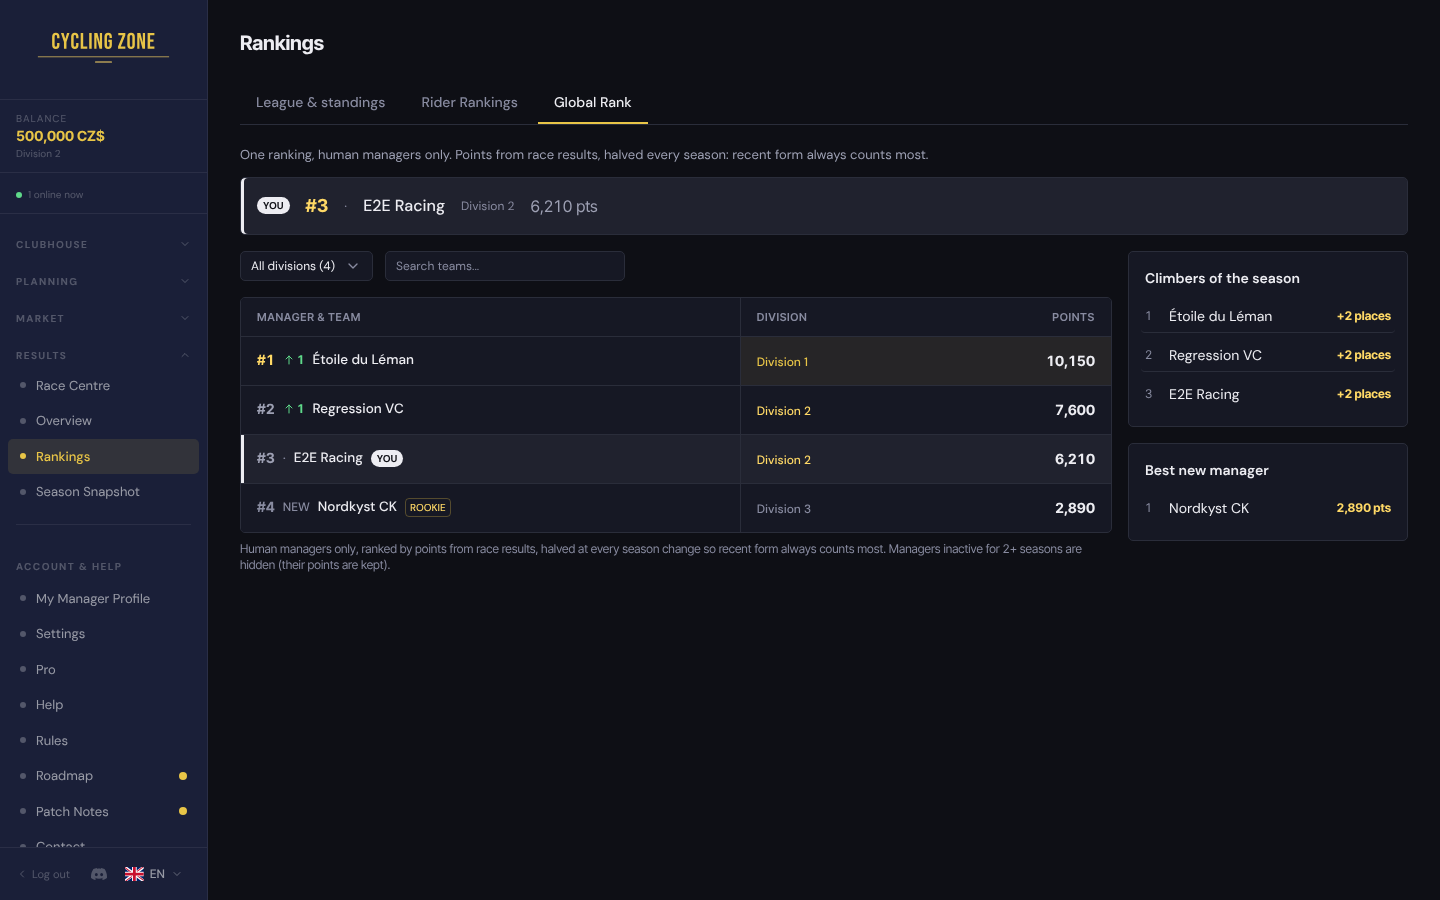 CYCLING ZONE
BALANCE
500,000 CZ$
Division 2
1 online now
CLUBHOUSE
PLANNING
MARKET
RESULTS
Race Centre
Overview
Rankings
Season Snapshot
ACCOUNT & HELP
My Manager Profile
Settings
Pro
Help
Rules
Roadmap
Patch Notes
Contact
Log out
EN
Rankings
League & standings
Rider Rankings
Global Rank
One ranking, human managers only. Points from race results, halved every season: recent form always counts most.
YOU #3 · E2E Racing Division 2 6,210 pts
All divisions (4)
Search teams...
MANAGER & TEAM DIVISION POINTS
#1 ↑ 1 Étoile du Léman Division 1 10,150
#2 ↑ 1 Regression VC Division 2 7,600
#3 · E2E Racing YOU Division 2 6,210
#4 NEW Nordkyst CK ROOKIE Division 3 2,890
Human managers only, ranked by points from race results, halved at every season change so recent form always counts most. Managers inactive for 2+ seasons are
hidden (their points are kept).
Climbers of the season
1 Étoile du Léman +2 places
2 Regression VC +2 places
3 E2E Racing +2 places
Best new manager
1 Nordkyst CK 2,890 pts